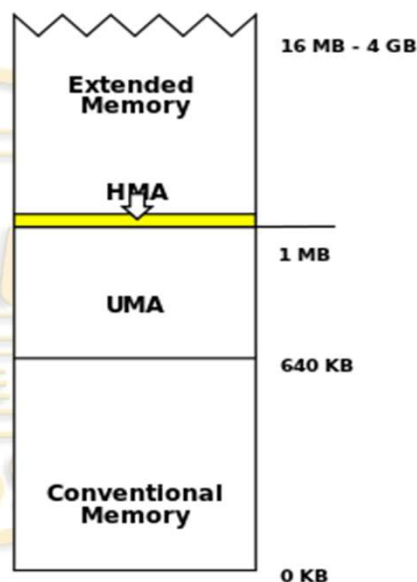 16 MB - 4 GB
Extended
Memory
HMA
1 MB
UMA
640 KB
Conventional
Memory
0 KB